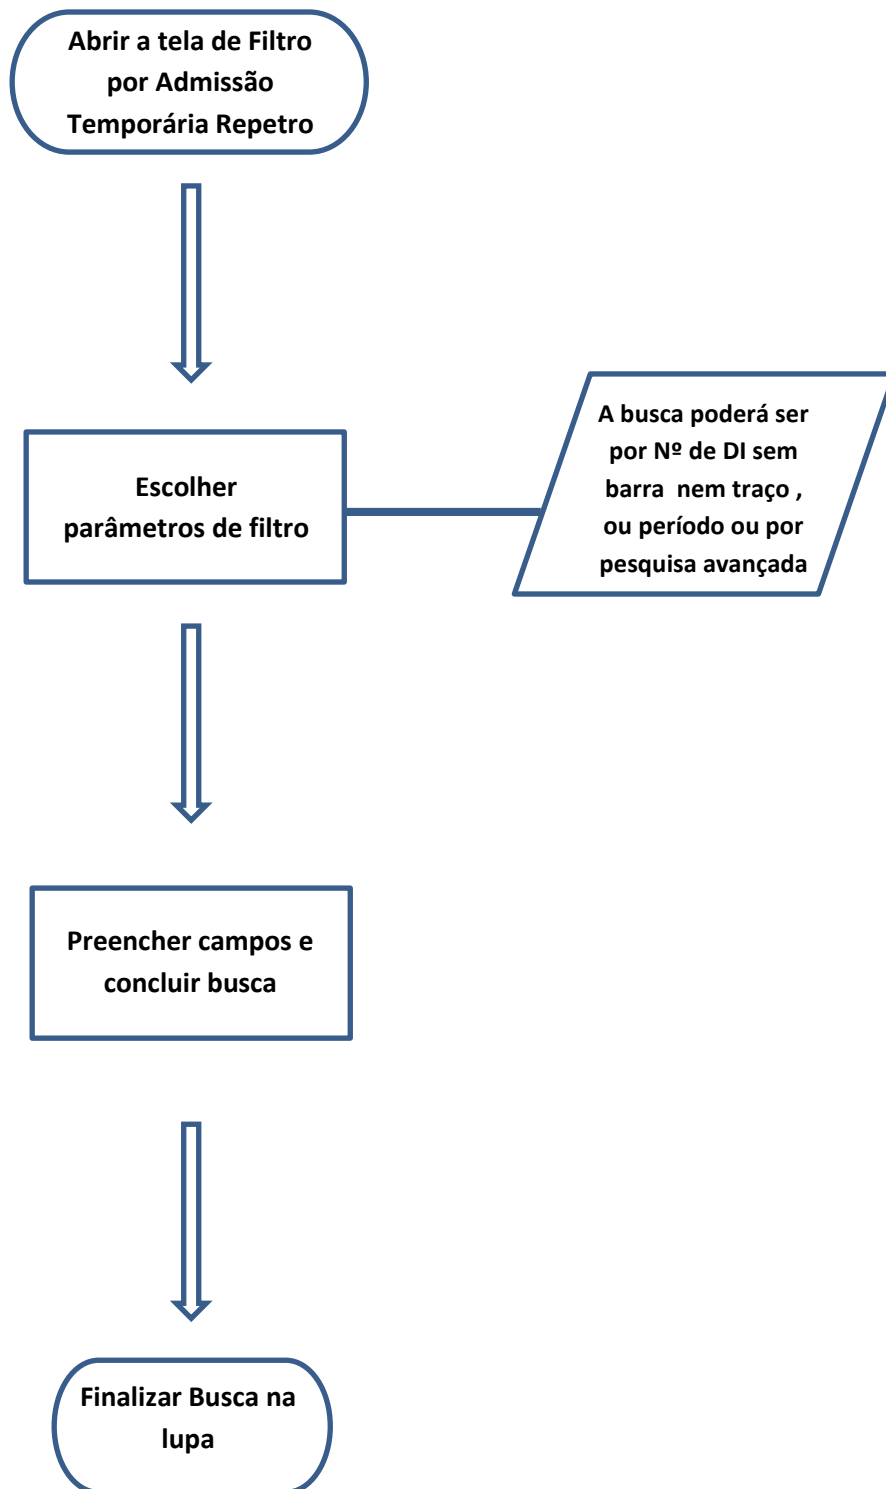 Abrir a tela de Filtro
por Admissão
Temporária Repetro
A busca poderá ser
por Nº de DI sem
barra  nem traço ,
ou período ou por
pesquisa avançada
Escolher
parâmetros de filtro
Preencher campos e
concluir busca
Finalizar Busca na
lupa